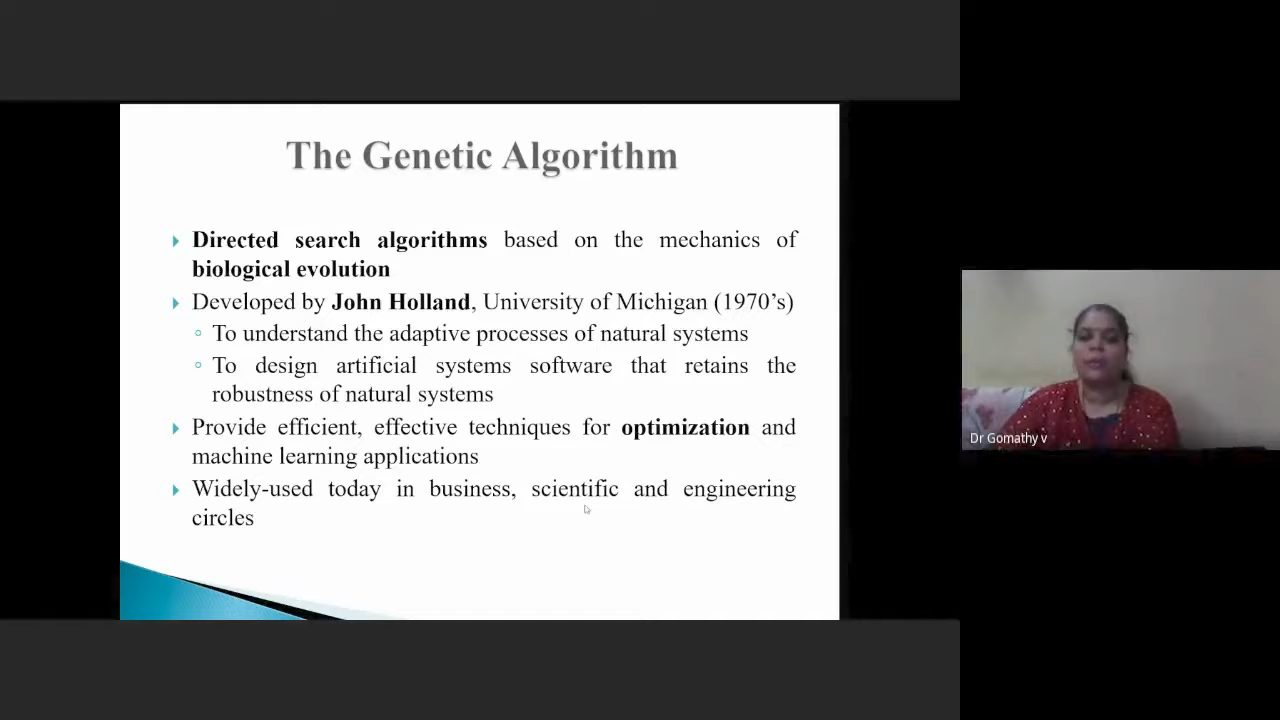 The Genetic Algorithm
Directed search algorithms based on the mechanics of
biological evolution
Developed by John Holland, University of Michigan (1970’s)
To understand the adaptive processes of natural systems
To design artificial systems software that retains the
robustness of natural systems
Provide efficient, effective techniques for optimization and
machine learning applications
Widely-used today in business, scientific and engineering
circles
Dr Gomathy v